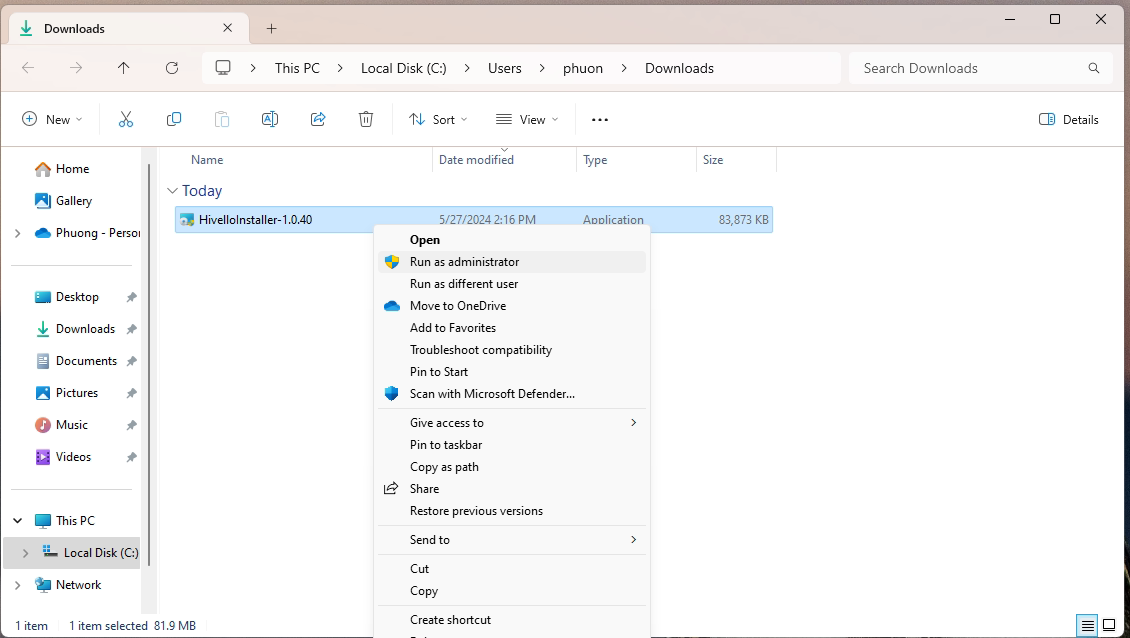 Downloads
This PC
Local Disk (C:)
Users
phuon
Downloads
Search Downloads
New
Sort
View
Details
Name
Date modified
Type
Size
Home
Gallery
Phuong - Perso
Desktop
Downloads
Documents
Pictures
Music
Videos
This PC
Local Disk (C:)
Network
Today
HivelloInstaller-1.0.40
5/27/2024 2:16 PM
Application
83,873 KB
Open
Run as administrator
Run as different user
Move to OneDrive
Add to Favorites
Troubleshoot compatibility
Pin to Start
Scan with Microsoft Defender...
Give access to
Pin to taskbar
Copy as path
Share
Restore previous versions
Send to
Cut
Copy
Create shortcut
1 item
1 item selected 81.9 MB